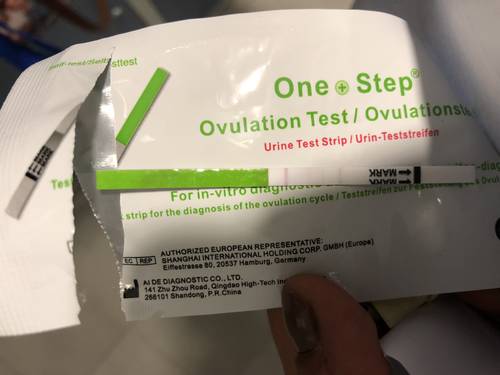 One Step®
Ovulation Test / Ovulationste
Urine Test Strip / Urin-Teststreifen
MARK
MARK
For in-vitro diagnostic
strip for the diagnosis of the ovulation cycle / Teststreifen zur
EC REP
AUTHORIZED EUROPEAN REPRESENTATIVE:
SHANGHAI INTERNATIONAL HOLDING CORP. GMBH (Europe)
Eiffestrasse 80, 20537 Hamburg, Germany
AI DE DIAGNOSTIC CO., LTD.
141 Zhu Zhou Road, Qingdao High-Tech
266101 Shandong, P.R.China